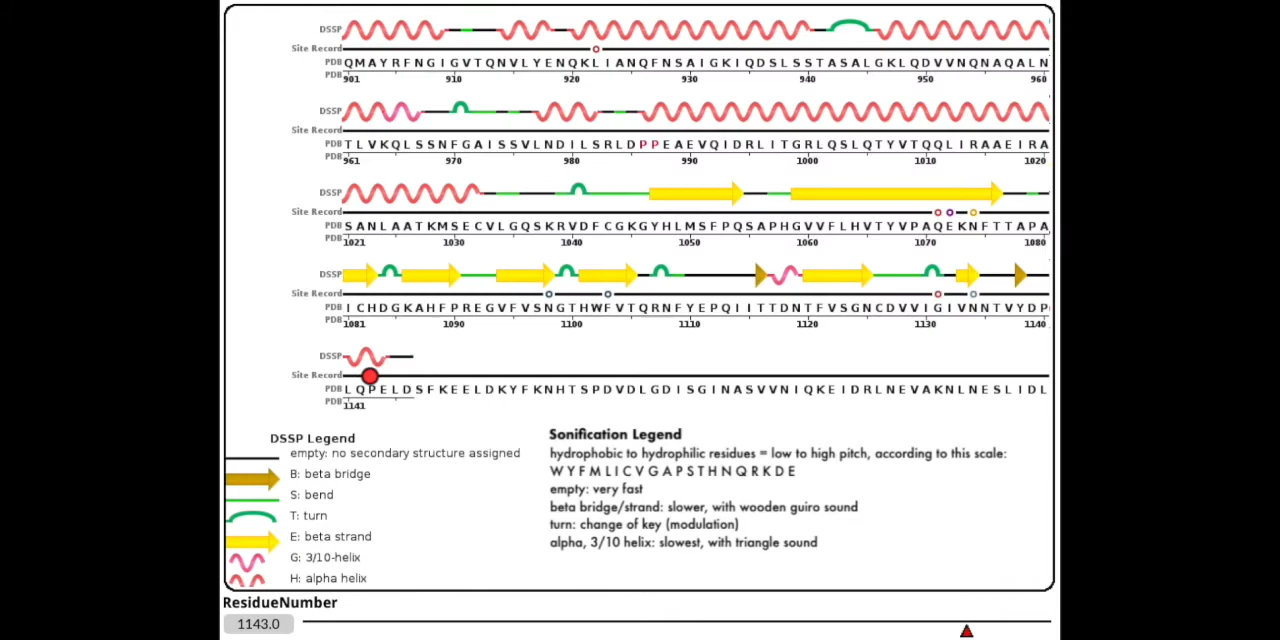 DSSP
Site Record
PDB QMAYRFNGIGVTQNVLYENQKLIANQFNSAIGKIQDSLSSTASALGKLQDVVNQNAQALN
PDB 901 910 920 930 940 950 960
DSSP
Site Record
PDB TLVKQLSSNFGAISSVLNDILSRLDPPEAEVQIDRLITGRLQSLQTYVTQQLIRAAEIRA
PDB 961 970 980 990 1000 1010 1020
DSSP
Site Record
PDB SANLAATKMSECVLGQSKRVDFCGKGYHLMSFPQSAPHGVVFLHVTYVPAQEKNFTTAPA
PDB 1021 1030 1040 1050 1060 1070 1080
DSSP
Site Record
PDB ICHDGKAHFPREGVFVSNGTHWFVTQRNFYEPQIITTDNTFVSGNCDVVIGIVNNTVYDP
PDB 1081 1090 1100 1110 1120 1130 1140
DSSP
Site Record
PDB LQPELDSFKEELDKYFKNHTSPDVDLGDISGINASVVNIQKEIDRLNEVAKNLNESLIDL
PDB 1141
DSSP Legend
empty: no secondary structure assigned
B: beta bridge
S: bend
T: turn
E: beta strand
G: 3/10-helix
H: alpha helix
Sonification Legend
hydrophobic to hydrophilic residues = low to high pitch, according to this scale:
W Y F M L I C V G A P S T H N Q R K D E
empty: very fast
beta bridge/strand: slower, with wooden guiro sound
turn: change of key (modulation)
alpha, 3/10 helix: slowest, with triangle sound
ResidueNumber
1143.0